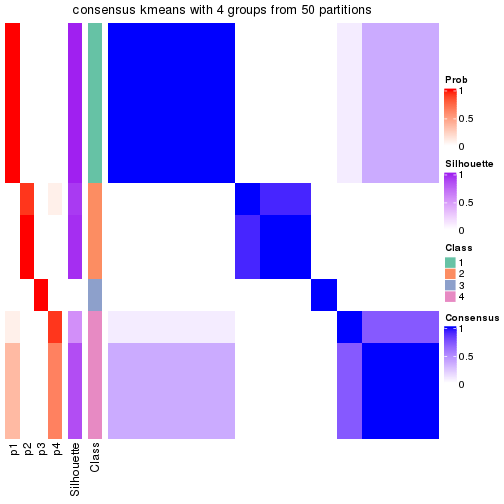 consensus kmeans with 4 groups from 50 partitions
Prob
1
0.5
0
Silhouette
1
0.5
0
Class
1
2
3
4
Consensus
1
0.5
0
p1
p2
p3
p4
Silhouette
Class